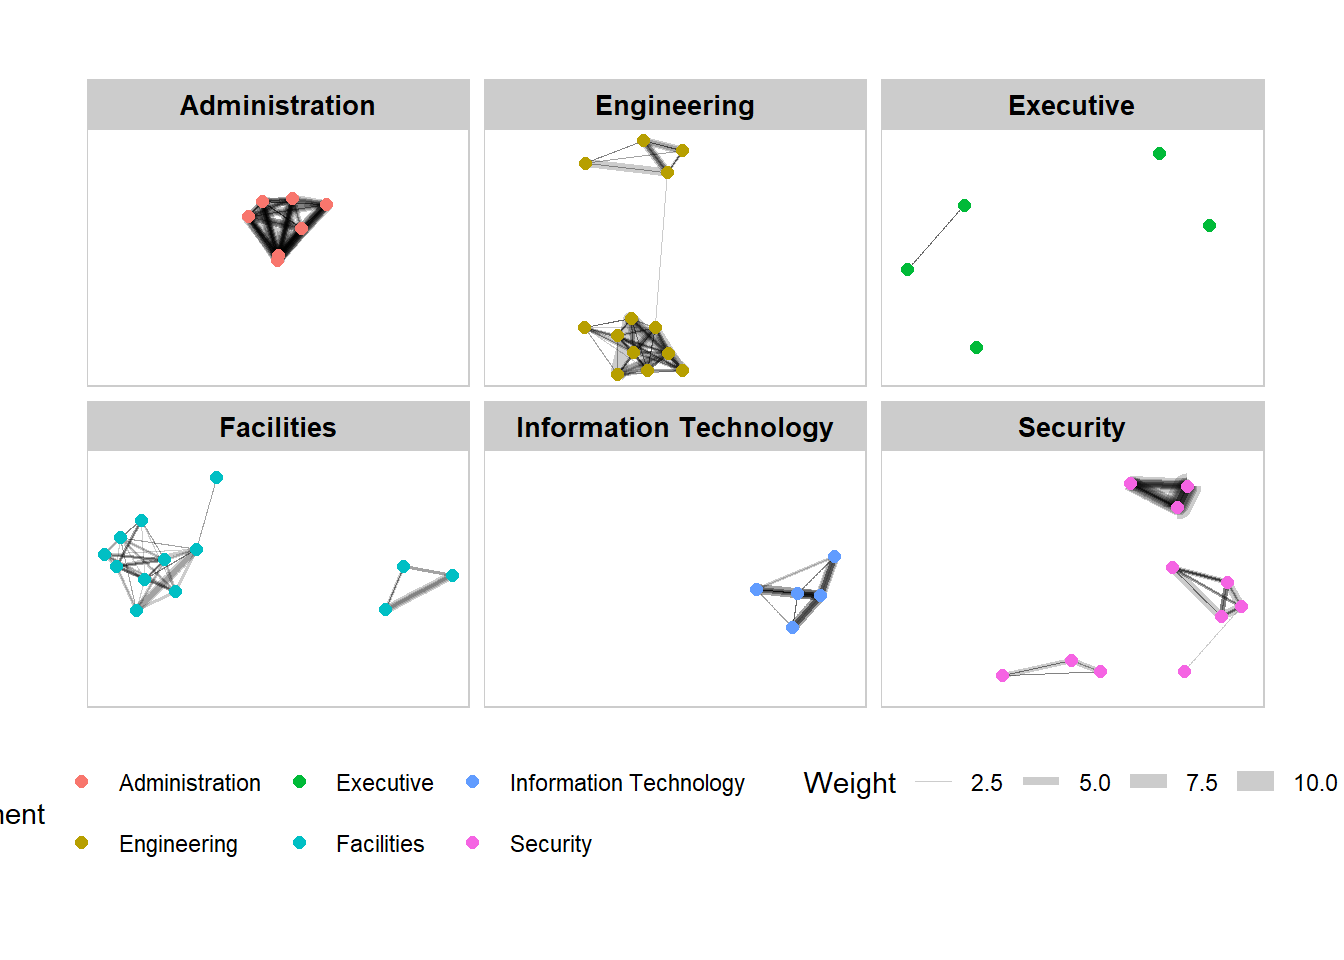 Administration Engineering Executive
Facilities Information Technology Security
Administration Executive Information Technology Weight 2.5 5.0 7.5 10.0
ment
Engineering Facilities Security